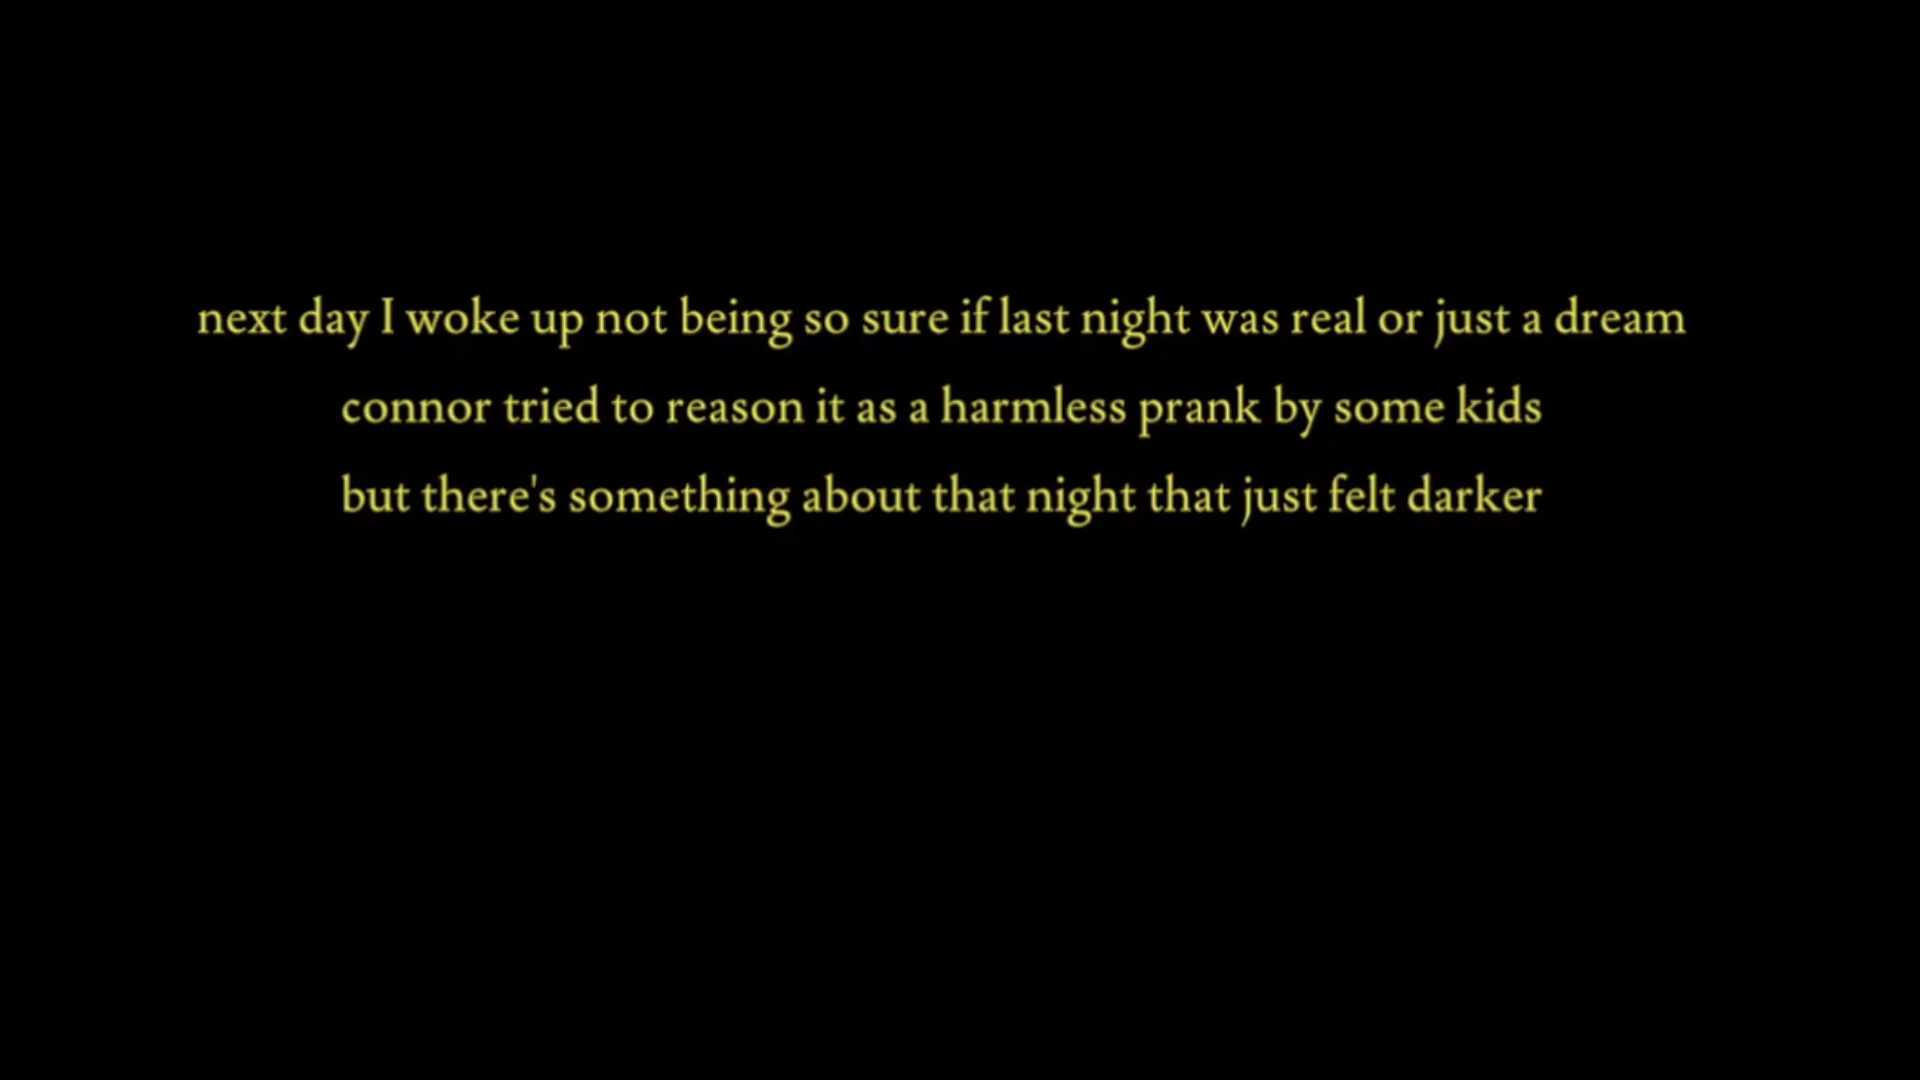 next day I woke up not being so sure if last night was real or just a dream
connor tried to reason it as a harmless prank by some kids
but there's something about that night that just felt darker